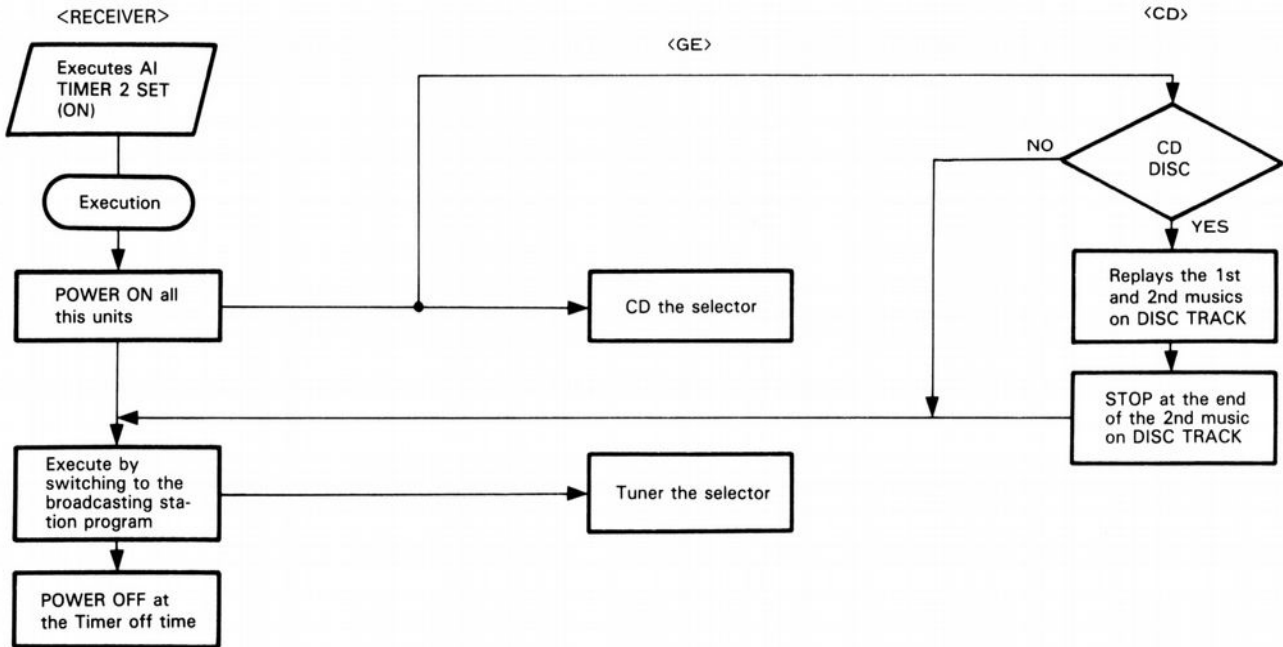 <RECEIVER>
<GE>
<CD>
Executes AI
TIMER 2 SET
(ON)
Execution
POWER ON all
this units
CD the selector
NO
CD
DISC
YES
Replays the 1st
and 2nd musics
on DISC TRACK
STOP at the end
of the 2nd music
on DISC TRACK
Execute by
switching to the
broadcasting sta-
tion program
Tuner the selector
POWER OFF at
the Timer off time